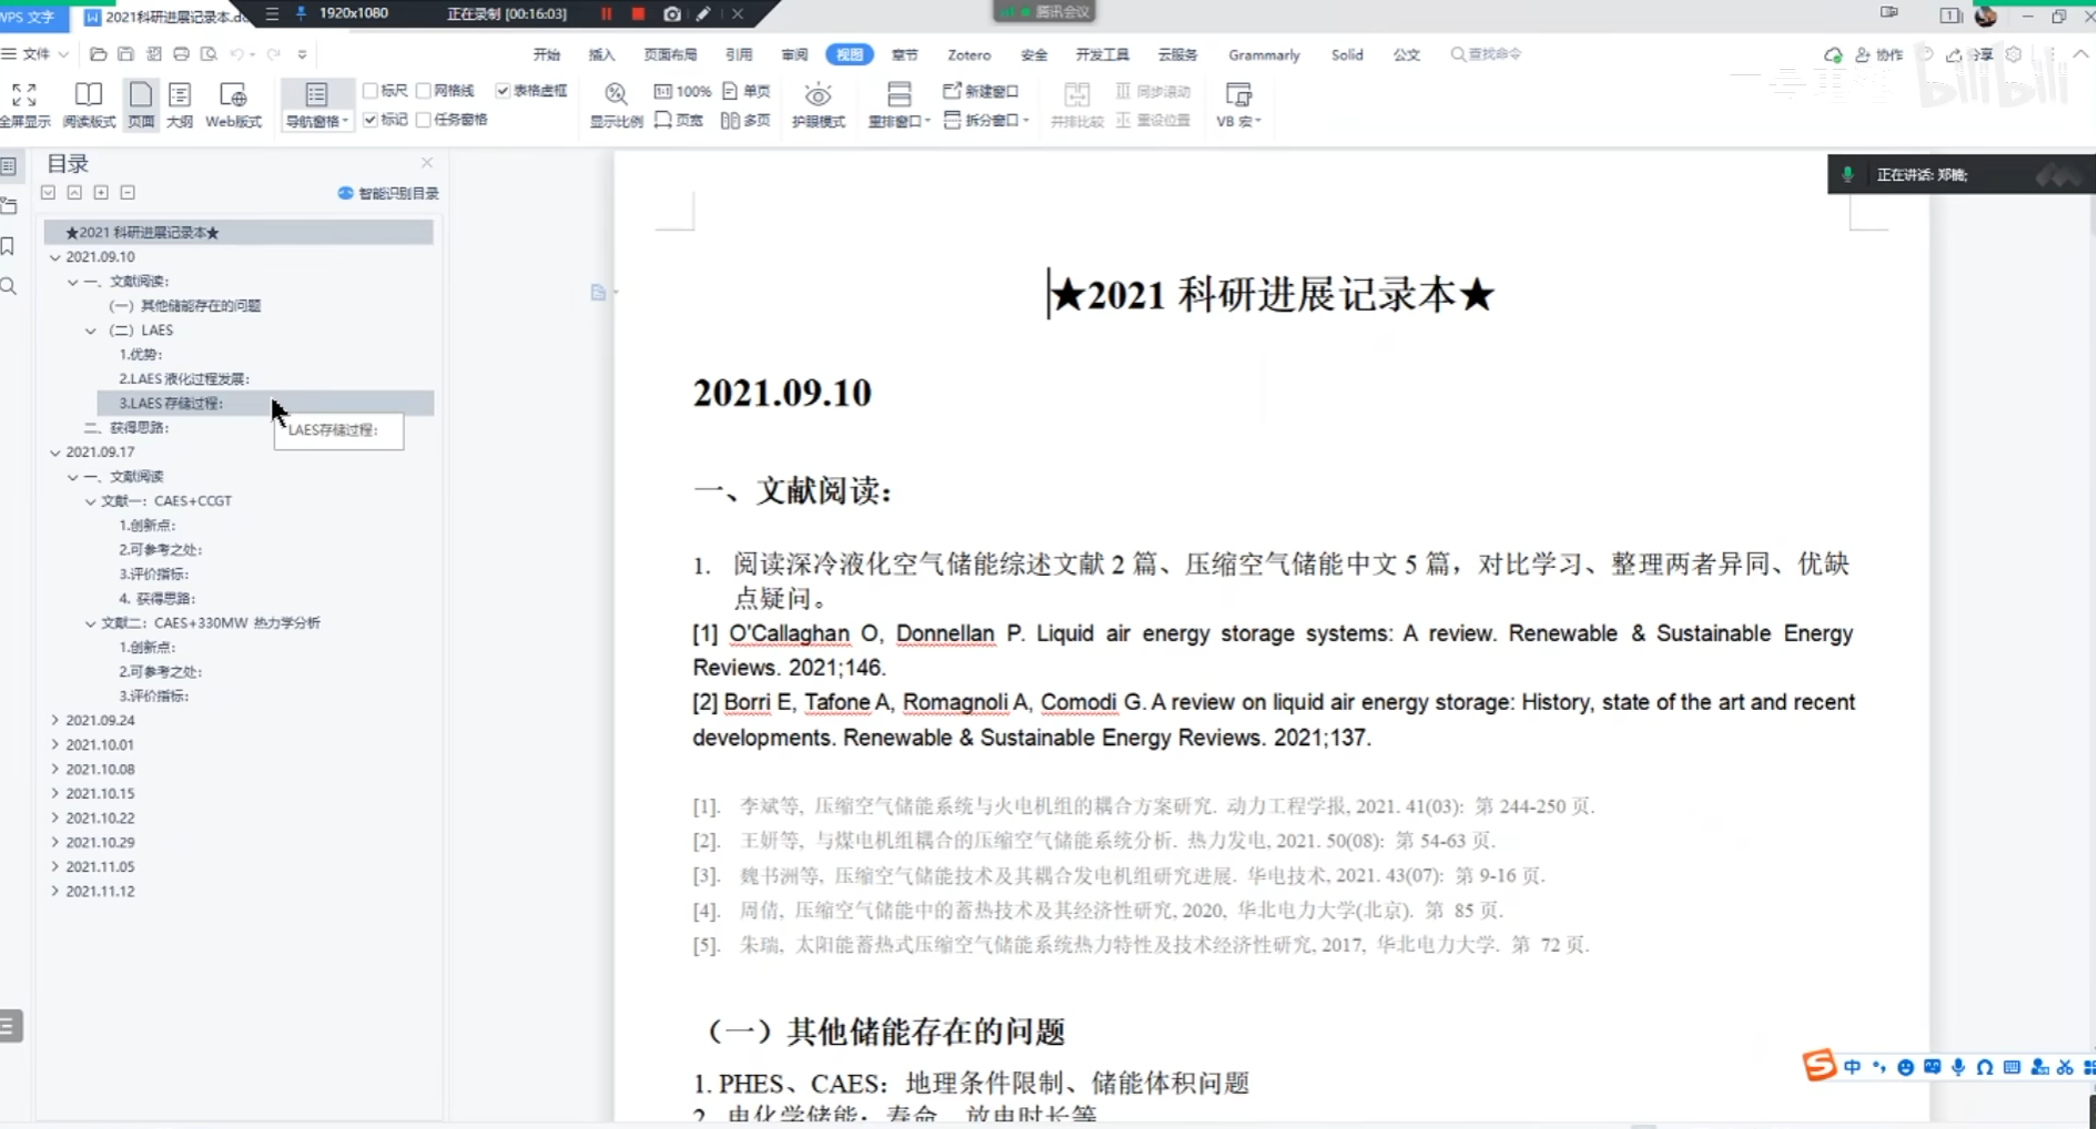 WPS 文字
2021科研进展记录本.do
1920x1080
正在录制 [00:16:03]
腾讯会议
文件
开始
插入
页面布局
引用
审阅
视图
章节
Zotero
安全
开发工具
云服务
Grammarly
Solid
公文
查找命令
协作
分享
bilibili
全屏显示
阅读版式
页面
大纲
Web版式
导航窗格
标尺
网格线
表格虚框
标记
任务窗格
显示比例
100%
单页
页宽
多页
护眼模式
重排窗口
新建窗口
拆分窗口
并排比较
同步滚动
重设位置
VB 宏
正在讲话: 郑楠;
目录
智能识别目录
★2021 科研进展记录本★
2021.09.10
一、文献阅读:
(一) 其他储能存在的问题
(二) LAES
1.优势:
2.LAES 液化过程发展:
3.LAES 存储过程:
LAES存储过程:
二、获得思路:
2021.09.17
一、文献阅读
文献一: CAES+CCGT
1.创新点:
2.可参考之处:
3.评价指标:
4. 获得思路:
文献二: CAES+330MW 热力学分析
1.创新点:
2.可参考之处:
3.评价指标:
2021.09.24
2021.10.01
2021.10.08
2021.10.15
2021.10.22
2021.10.29
2021.11.05
2021.11.12
★2021 科研进展记录本★
2021.09.10
一、文献阅读：
1. 阅读深冷液化空气储能综述文献 2 篇、压缩空气储能中文 5 篇，对比学习、整理两者异同、优缺
点疑问。
[1] O'Callaghan O, Donnellan P. Liquid air energy storage systems: A review. Renewable & Sustainable Energy
Reviews. 2021;146.
[2] Borri E, Tafone A, Romagnoli A, Comodi G. A review on liquid air energy storage: History, state of the art and recent
developments. Renewable & Sustainable Energy Reviews. 2021;137.
[1]. 李斌等, 压缩空气储能系统与火电机组的耦合方案研究. 动力工程学报, 2021. 41(03): 第 244-250 页.
[2]. 王妍等, 与煤电机组耦合的压缩空气储能系统分析. 热力发电, 2021. 50(08): 第 54-63 页.
[3]. 魏书洲等, 压缩空气储能技术及其耦合发电机组研究进展. 华电技术, 2021. 43(07): 第 9-16 页.
[4]. 周倩, 压缩空气储能中的蓄热技术及其经济性研究, 2020, 华北电力大学(北京). 第 85 页.
[5]. 朱瑞, 太阳能蓄热式压缩空气储能系统热力特性及技术经济性研究, 2017, 华北电力大学. 第 72 页.
（一）其他储能存在的问题
1. PHES、CAES：地理条件限制、储能体积问题
2. 电化学储能：寿命、放电时长等
中